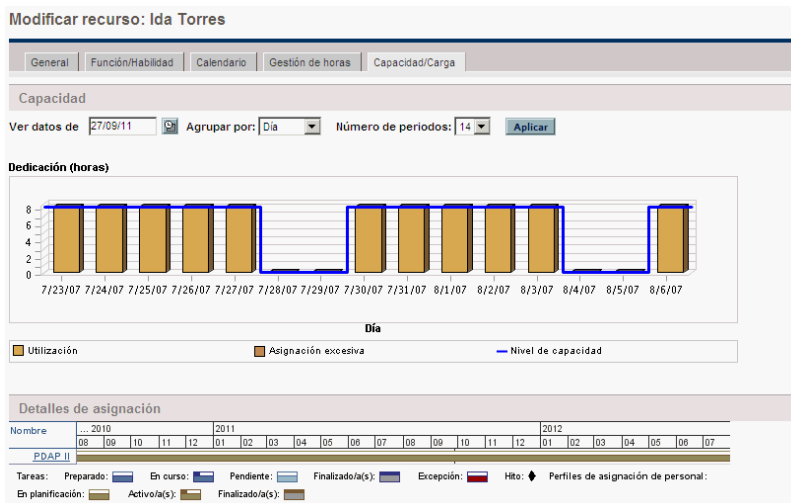 Modificar recurso: Ida Torres
General Función/Habilidad Calendario Gestión de horas Capacidad/Carga
Capacidad
Ver datos de 27/09/11 Agrupar por: Día Número de periodos: 14 Aplicar
Dedicación (horas)
8
6
4
2
0
7/23/07 7/24/07 7/25/07 7/26/07 7/27/07 7/28/07 7/29/07 7/30/07 7/31/07 8/1/07 8/2/07 8/3/07 8/4/07 8/5/07 8/6/07
Día
Utilización Asignación excesiva Nivel de capacidad
Detalles de asignación
Nombre ... 2010 2011 2012
08 09 10 11 12 01 02 03 04 05 06 07 08 09 10 11 12 01 02 03 04 05 06 07
PDAP II
Tareas: Preparado: En curso: Pendiente: Finalizado/a(s): Excepción: Hito: Perfiles de asignación de personal:
En planificación: Activo/a(s): Finalizado/a(s):